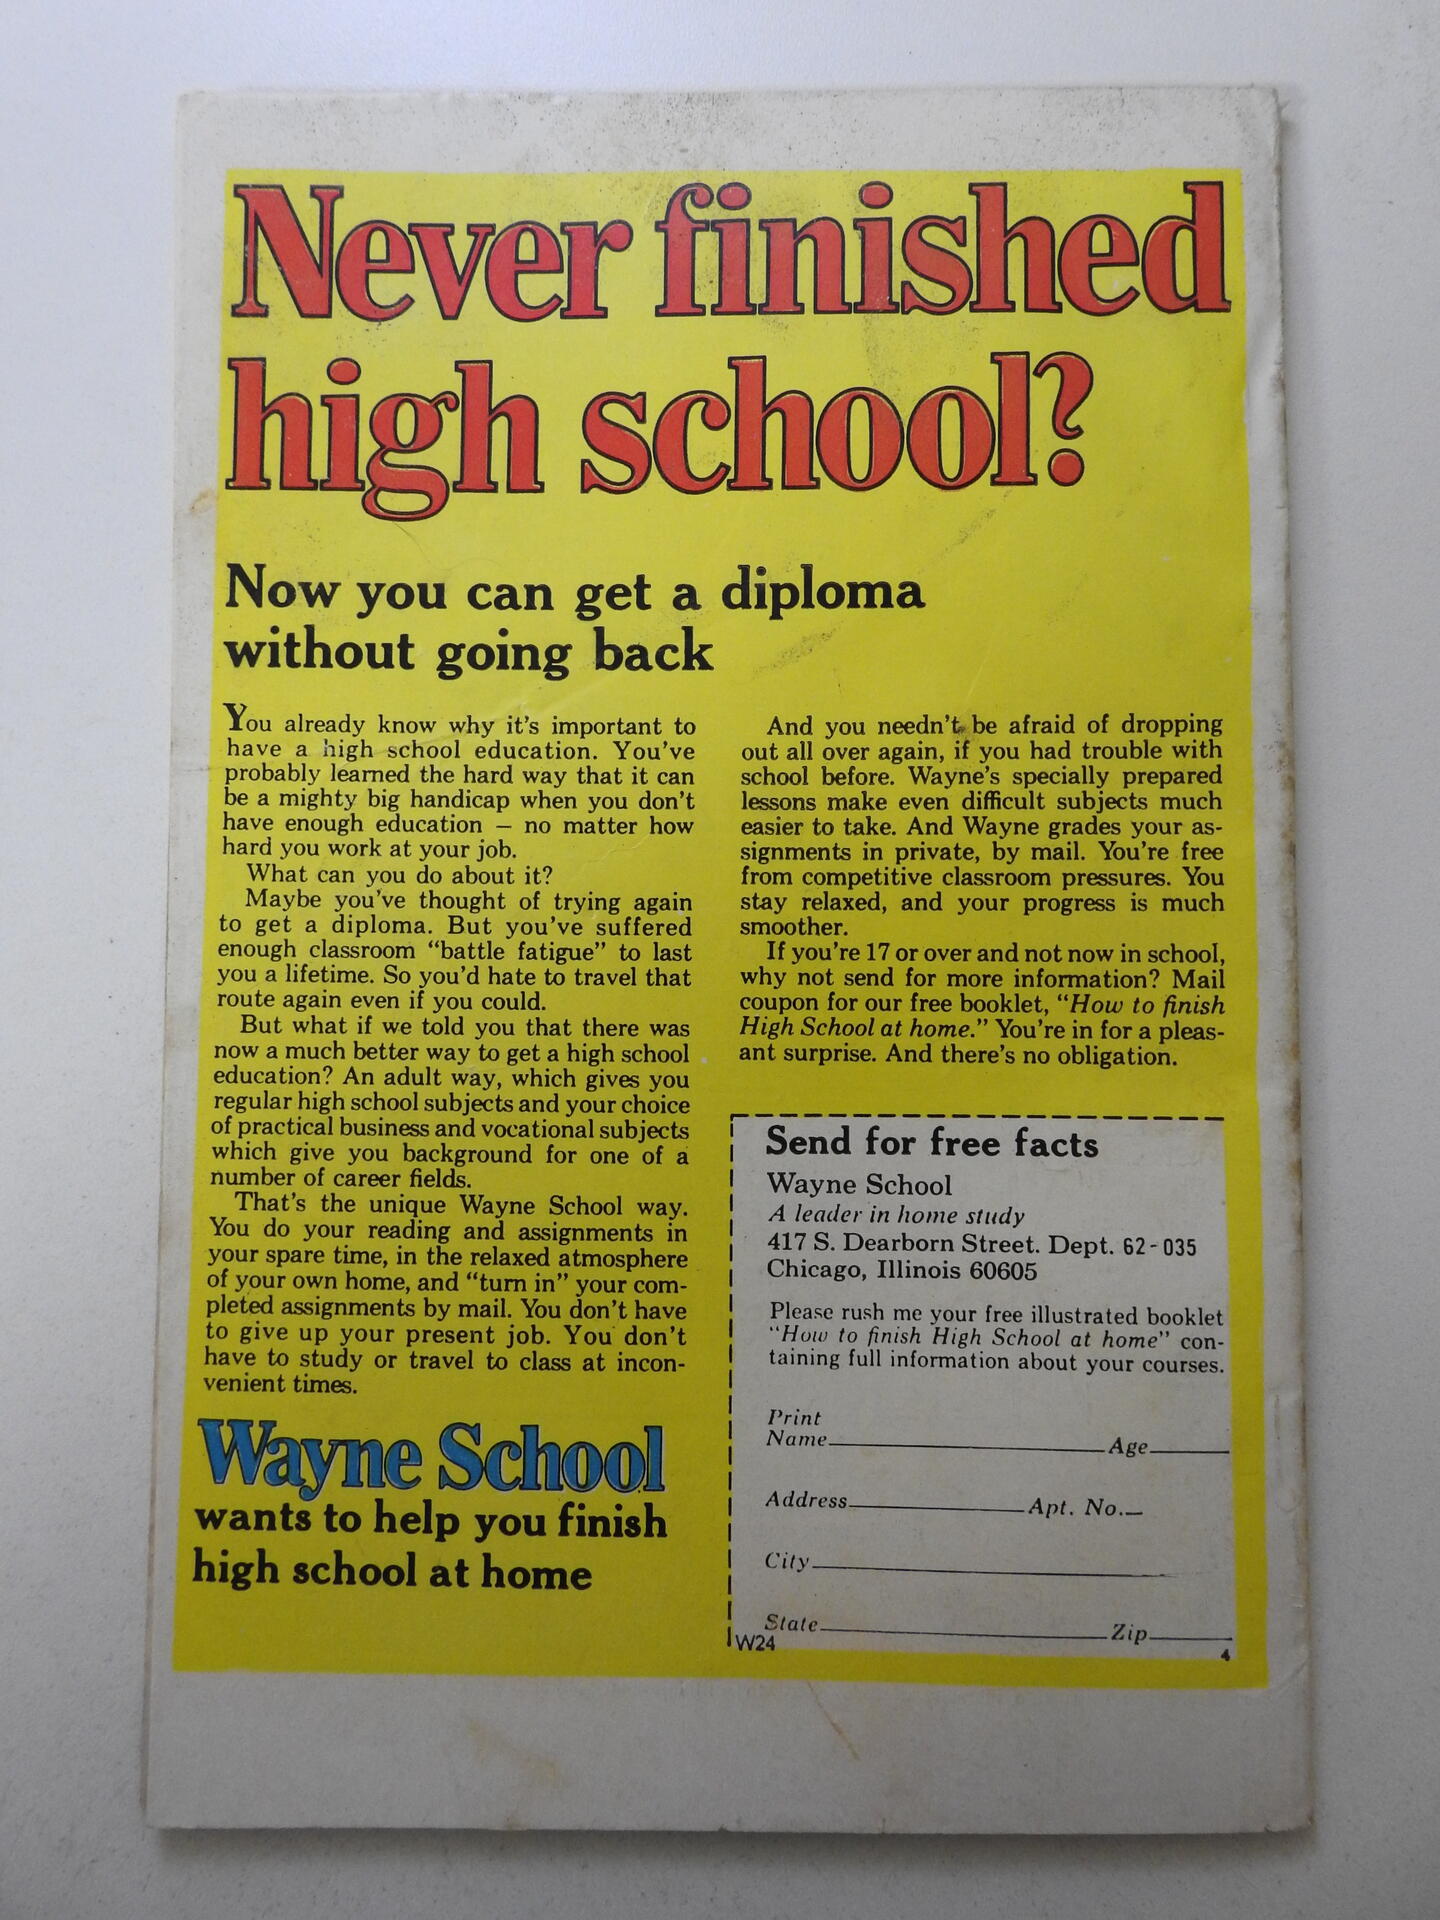 Never finished
high school?
Now you can get a diploma
without going back
You already know why it's important to
have a high school education. You've
probably learned the hard way that it can
be a mighty big handicap when you don't
have enough education — no matter how
hard you work at your job.
What can you do about it?
Maybe you've thought of trying again
to get a diploma. But you've suffered
enough classroom "battle fatigue" to last
you a lifetime. So you'd hate to travel that
route again even if you could.
But what if we told you that there was
now a much better way to get a high school
education? An adult way, which gives you
regular high school subjects and your choice
of practical business and vocational subjects
which give you background for one of a
number of career fields.
That's the unique Wayne School way.
You do your reading and assignments in
your spare time, in the relaxed atmosphere
of your own home, and "turn in" your com-
pleted assignments by mail. You don't have
to give up your present job. You don't
have to study or travel to class at incon-
venient times.
Wayne School
wants to help you finish
high school at home
And you needn't be afraid of dropping
out all over again, if you had trouble with
school before. Wayne's specially prepared
lessons make even difficult subjects much
easier to take. And Wayne grades your as-
signments in private, by mail. You're free
from competitive classroom pressures. You
stay relaxed, and your progress is much
smoother.
If you're 17 or over and not now in school,
why not send for more information? Mail
coupon for our free booklet, "How to finish
High School at home." You're in for a pleas-
ant surprise. And there's no obligation.
Send for free facts
Wayne School
A leader in home study
417 S. Dearborn Street. Dept. 62-035
Chicago, Illinois 60605
Please rush me your free illustrated booklet
"How to finish High School at home" con-
taining full information about your courses.
Print
Name Age
Address Apt. No.
City
State Zip
W24 4